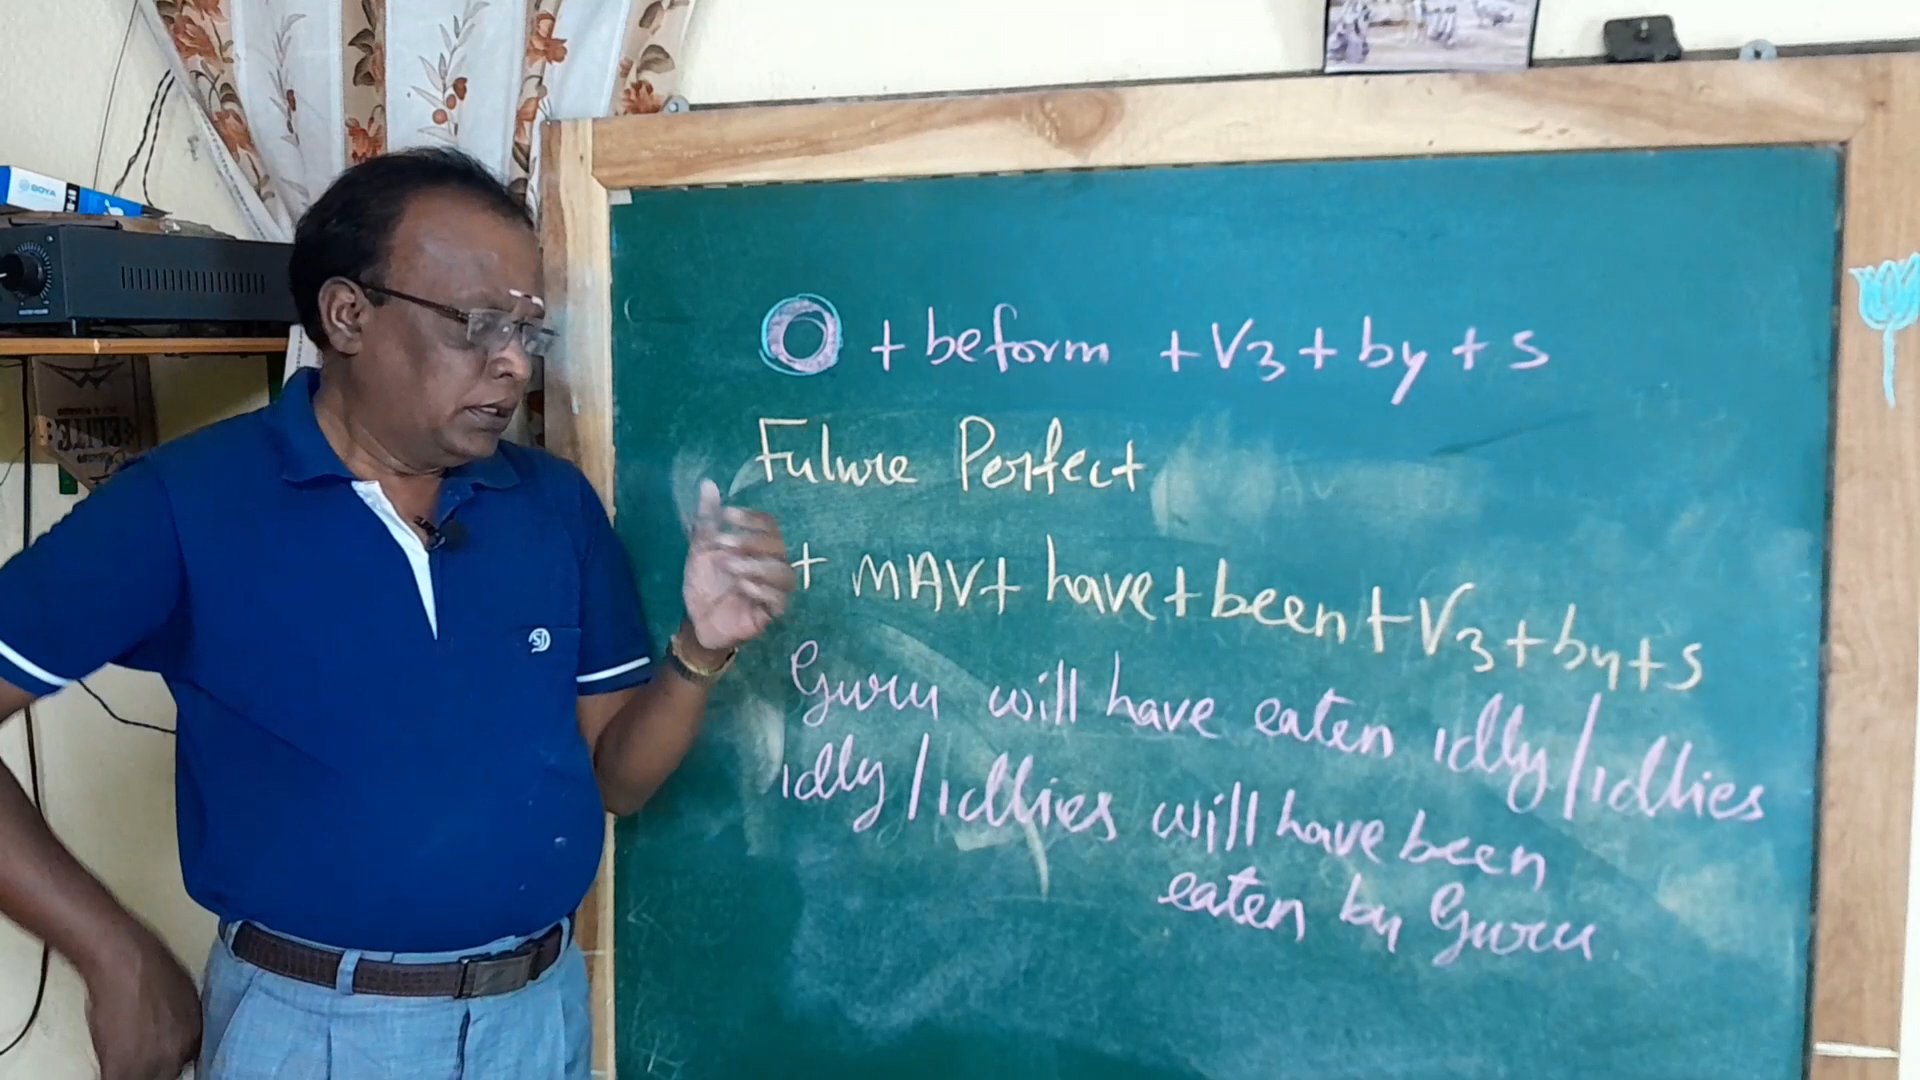 BOYA
O + beform + V3 + by + s
Future Perfect
+ MAV + have + been + V3 + by + s
Guru will have eaten idly/idlies
idly/idlies will have been
eaten by Guru